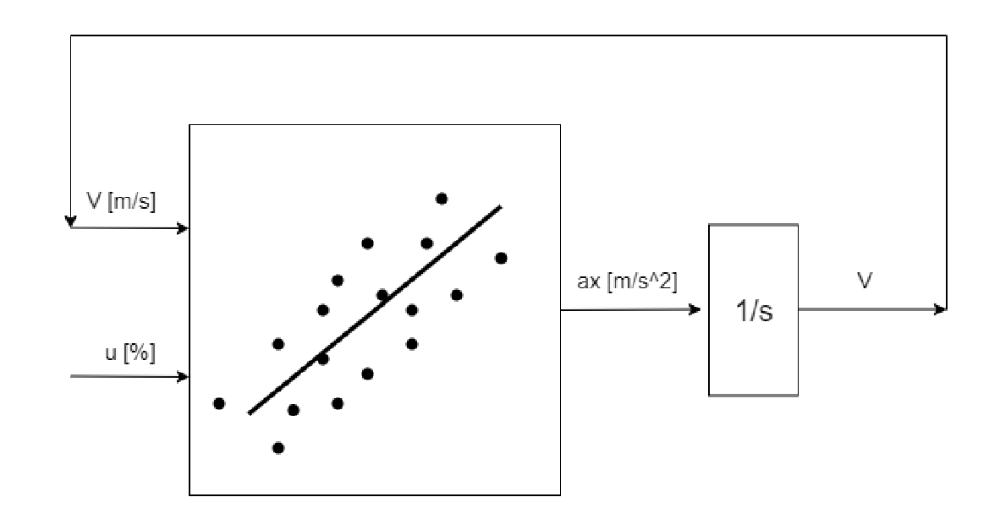 V [m/s]
u [%]
ax [m/s^2]
1/s
V